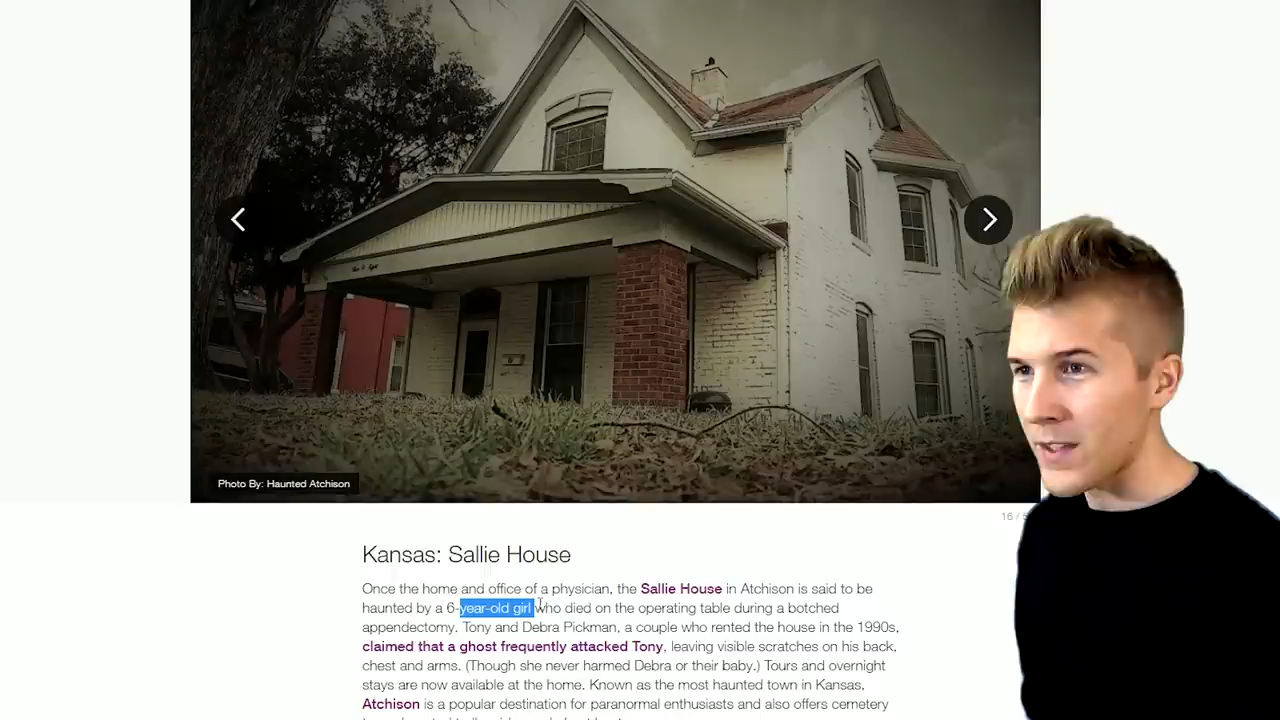 Photo By: Haunted Atchison
16 / 5
Kansas: Sallie House
Once the home and office of a physician, the Sallie House in Atchison is said to be
haunted by a 6-year-old girl who died on the operating table during a botched
appendectomy. Tony and Debra Pickman, a couple who rented the house in the 1990s,
claimed that a ghost frequently attacked Tony, leaving visible scratches on his back,
chest and arms. (Though she never harmed Debra or their baby.) Tours and overnight
stays are now available at the home. Known as the most haunted town in Kansas,
Atchison is a popular destination for paranormal enthusiasts and also offers cemetery